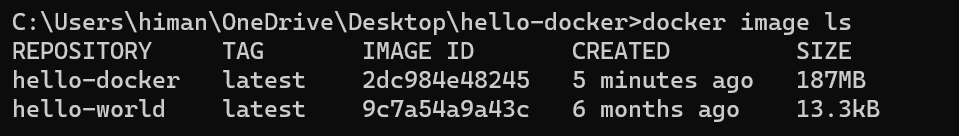 C:\Users\himan\OneDrive\Desktop\hello-docker>docker image ls
REPOSITORY     TAG       IMAGE ID       CREATED         SIZE
hello-docker   latest    2dc984e48245   5 minutes ago   187MB
hello-world    latest    9c7a54a9a43c   6 months ago    13.3kB